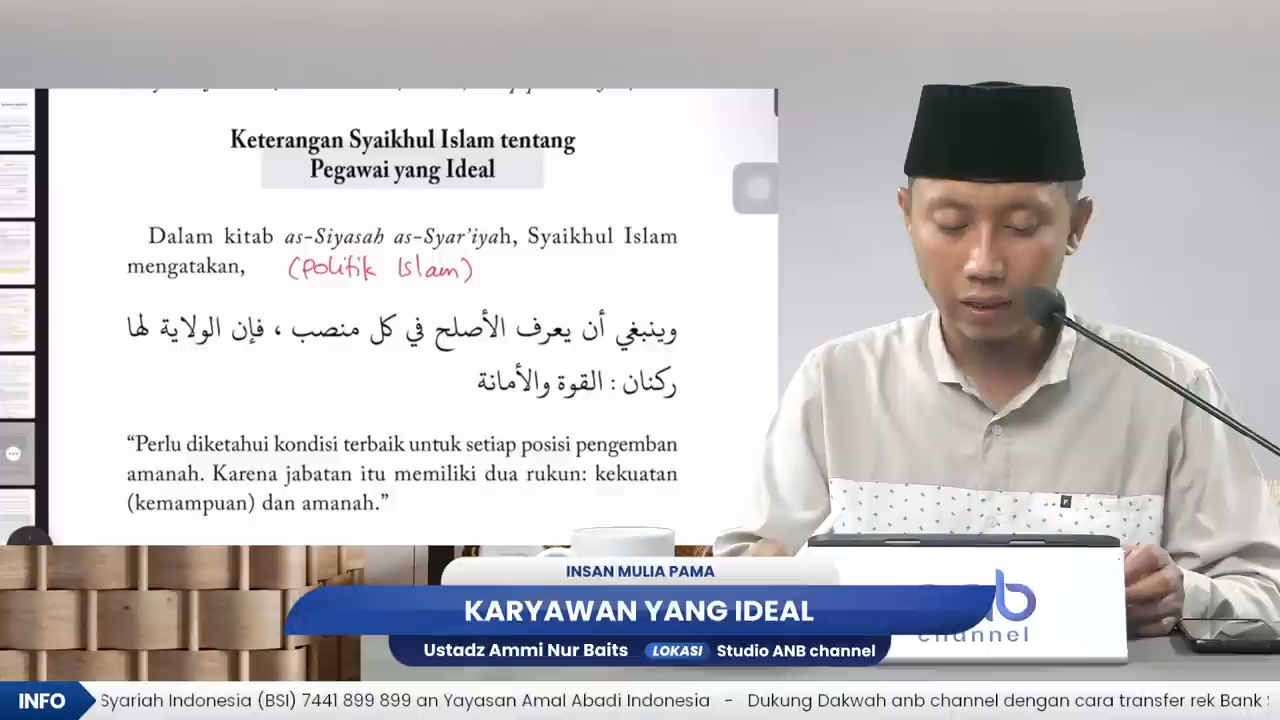 Keterangan Syaikhul Islam tentang
Pegawai yang Ideal
Dalam kitab as-Siyasah as-Syar'iyah, Syaikhul Islam
mengatakan, (Politik Islam)
وينبغي أن يعرف الأصلح في كل منصب ، فإن الولاية لها
ركنان : القوة والأمانة
“Perlu diketahui kondisi terbaik untuk setiap posisi pengemban
amanah. Karena jabatan itu memiliki dua rukun: kekuatan
(kemampuan) dan amanah.”
INSAN MULIA PAMA
KARYAWAN YANG IDEAL
Ustadz Ammi Nur Baits LOKASI Studio ANB channel
channel
INFO Syariah Indonesia (BSI) 7441 899 899 an Yayasan Amal Abadi Indonesia - Dukung Dakwah anb channel dengan cara transfer rek Bank